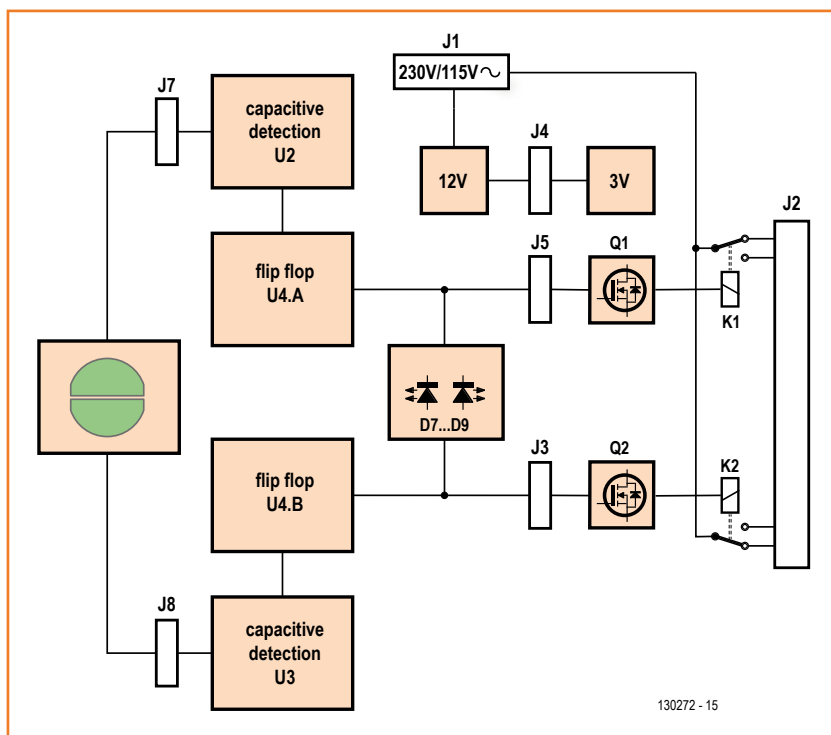 J1
230V/115V～
J7
capacitive
detection
U2
J4
12V
3V
J2
flip flop
U4.A
J5
Q1
K1
D7...D9
flip flop
U4.B
J3
Q2
K2
J8
capacitive
detection
U3
130272 - 15